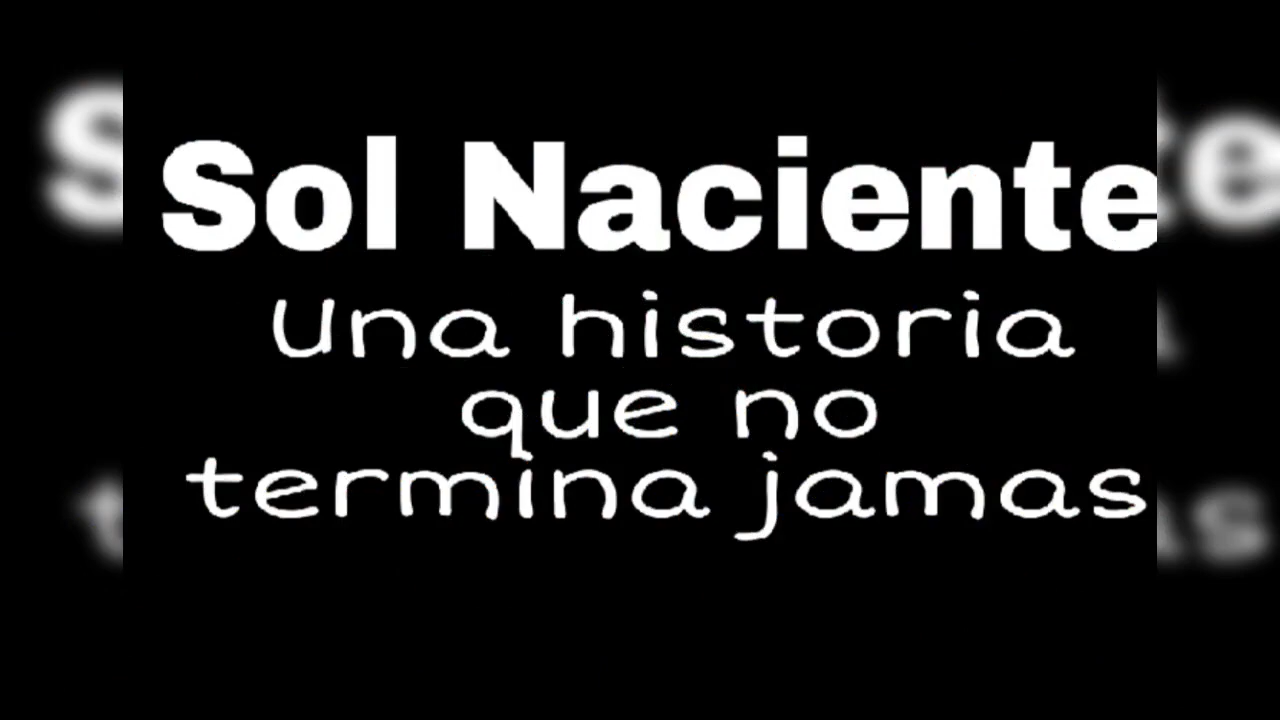 Sol Naciente
Una historia
que no
termina jamas